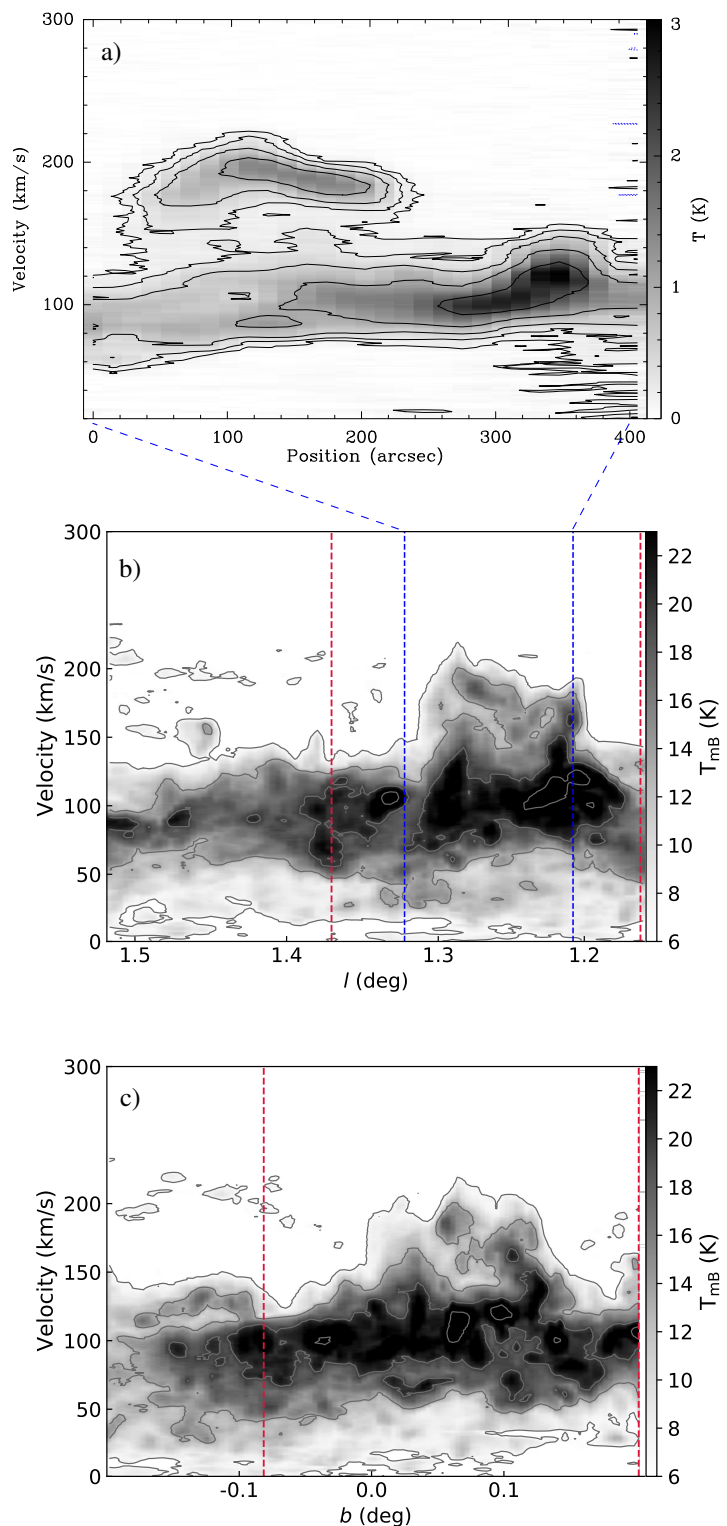 a)
300
200
100
Velocity (km/s)
0 100 200 300 400
Position (arcsec)
3
2
1
0
T (K)
b)
300
250
200
150
100
50
0
Velocity (km/s)
1.5 1.4 1.3 1.2
l (deg)
22
20
18
16
14
12
10
8
6
TmB (K)
c)
300
250
200
150
100
50
0
Velocity (km/s)
-0.1 0.0 0.1
b (deg)
22
20
18
16
14
12
10
8
6
TmB (K)